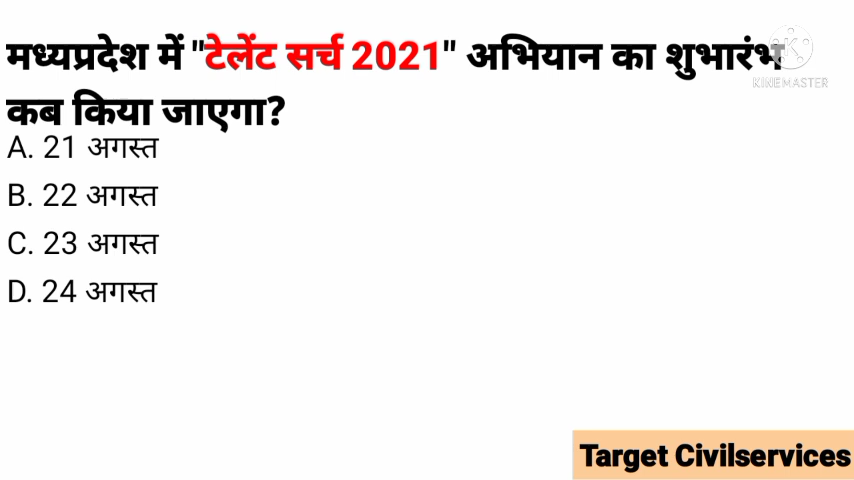 मध्यप्रदेश में "टेलेंट सर्च 2021" अभियान का शुभारंभ
KINEMASTER
कब किया जाएगा?
A. 21 अगस्त
B. 22 अगस्त
C. 23 अगस्त
D. 24 अगस्त
Target Civilservices